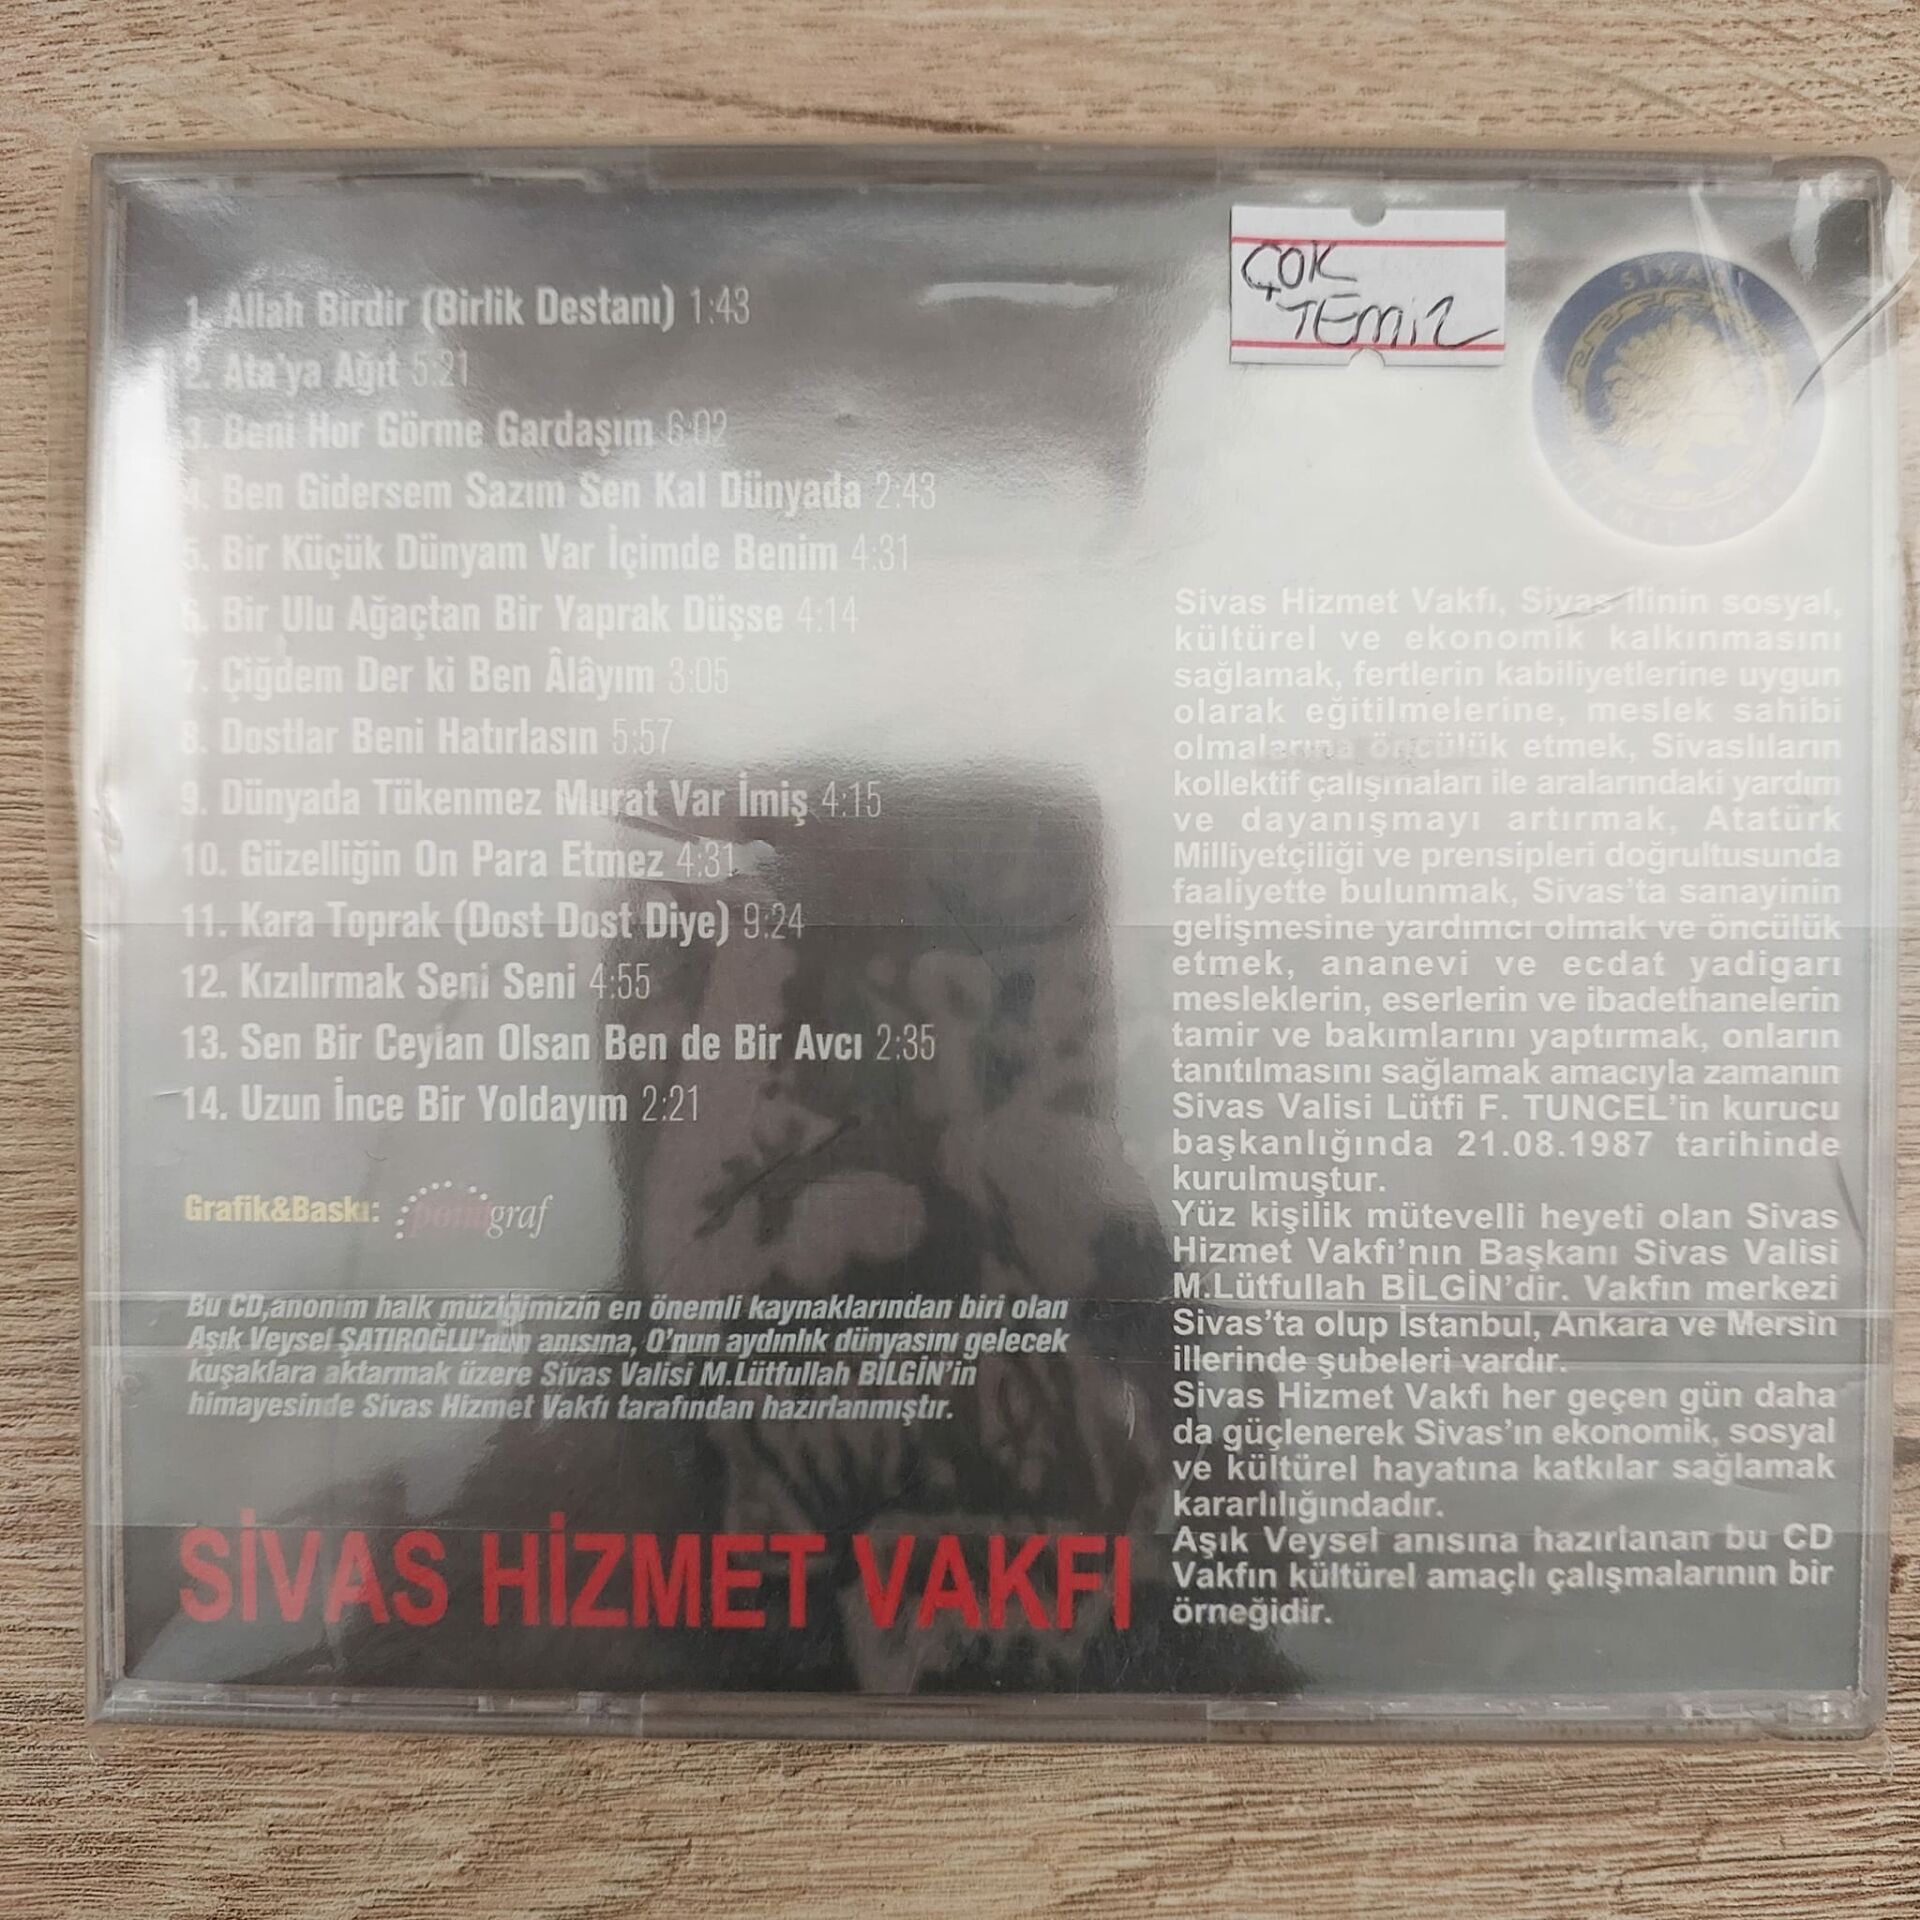 1. Allah Birdir (Birlik Destanı) 1:43
2. Ata'ya Ağıt 5:21
3. Beni Hor Görme Gardaşım 6:02
4. Ben Gidersem Sazım Sen Kal Dünyada 2:43
5. Bir Küçük Dünyam Var İçimde Benim 4:31
6. Bir Ulu Ağaçtan Bir Yaprak Düşse 4:14
7. Çiğdem Der ki Ben Âlâyım 3:05
8. Dostlar Beni Hatırlasın 5:57
9. Dünyada Tükenmez Murat Var İmiş 4:15
10. Güzelliğin On Para Etmez 4:31
11. Kara Toprak (Dost Dost Diye) 9:24
12. Kızılırmak Seni Seni 4:55
13. Sen Bir Ceylan Olsan Ben de Bir Avcı 2:35
14. Uzun İnce Bir Yoldayım 2:21
Grafik&Baskı: pointgraf
Bu CD,anonim halk müziğimizin en önemli kaynaklarından biri olan
Aşık Veysel ŞATIROĞLU'nun anısına, O'nun aydınlık dünyasını gelecek
kuşaklara aktarmak üzere Sivas Valisi M.Lütfullah BİLGİN'in
himayesinde Sivas Hizmet Vakfı tarafından hazırlanmıştır.
SİVAS HİZMET VAKFI
ÇOK
TEMİZ
SİVAS
HİZMET VAKFI
Sivas Hizmet Vakfı, Sivas ilinin sosyal,
kültürel ve ekonomik kalkınmasını
sağlamak, fertlerin kabiliyetlerine uygun
olarak eğitilmelerine, meslek sahibi
olmalarına öncülük etmek, Sivaslıların
kollektif çalışmaları ile aralarındaki yardım
ve dayanışmayı artırmak, Atatürk
Milliyetçiliği ve prensipleri doğrultusunda
faaliyette bulunmak, Sivas'ta sanayinin
gelişmesine yardımcı olmak ve öncülük
etmek, ananevi ve ecdat yadigarı
mesleklerin, eserlerin ve ibadethanelerin
tamir ve bakımlarını yaptırmak, onların
tanıtılmasını sağlamak amacıyla zamanın
Sivas Valisi Lütfi F. TUNCEL'in kurucu
başkanlığında 21.08.1987 tarihinde
kurulmuştur.
Yüz kişilik mütevelli heyeti olan Sivas
Hizmet Vakfı'nın Başkanı Sivas Valisi
M.Lütfullah BİLGİN'dir. Vakfın merkezi
Sivas'ta olup İstanbul, Ankara ve Mersin
illerinde şubeleri vardır.
Sivas Hizmet Vakfı her geçen gün daha
da güçlenerek Sivas'ın ekonomik, sosyal
ve kültürel hayatına katkılar sağlamak
kararlılığındadır.
Aşık Veysel anısına hazırlanan bu CD
Vakfın kültürel amaçlı çalışmalarının bir
örneğidir.